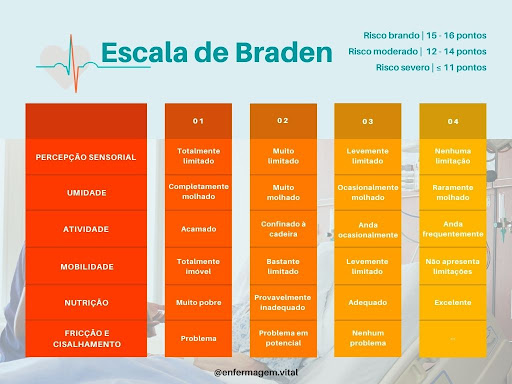 Escala de Braden
Risco brando | 15 - 16 pontos
Risco moderado | 12 - 14 pontos
Risco severo | ≤ 11 pontos
01 02 03 04
PERCEPÇÃO SENSORIAL Totalmente limitado Muito limitado Levemente limitado Nenhuma limitação
UMIDADE Completamente molhado Muito molhado Ocasionalmente molhado Raramente molhado
ATIVIDADE Acamado Confinado à cadeira Anda ocasionalmente Anda frequentemente
MOBILIDADE Totalmente imóvel Bastante limitado Levemente limitado Não apresenta limitações
NUTRIÇÃO Muito pobre Provavelmente inadequado Adequado Excelente
FRICÇÃO E CISALHAMENTO Problema Problema em potencial Nenhum problema ...
@enfermagem.vital